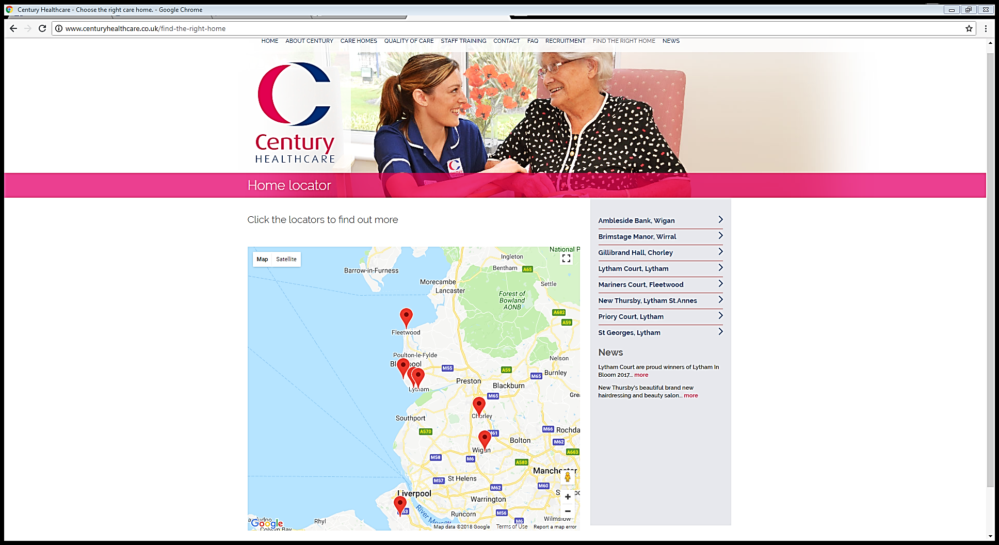 Century Healthcare - Choose the right care home. - Google Chrome
www.centuryhealthcare.co.uk/find-the-right-home
HOME ABOUT CENTURY CARE HOMES QUALITY OF CARE STAFF TRAINING CONTACT FAQ RECRUITMENT FIND THE RIGHT HOME NEWS
Century
HEALTHCARE
Home locator
Click the locators to find out more
Map Satellite
National P
Ingleton
Bentham A65
Barrow-in-Furness
Morecambe
Settle
Lancaster
Forest of
Bowland
AONB
A682
A59
Fleetwood
Poulton-le-Fylde
Nelson
Bl pool
M55
A59
Burnley
M65
Preston
Blackburn
Lytham
M65
Grea
Chorley
Southport
A570
M61
M66 Rochda
Bolton
M62
Wigan
A663
M58
M6
A580
Manchester
St Helens
M57
M62
M60
Liverpool
Warrington
M53
River Mersey
Runcorn
M56
M6
Wilmslow
Rhyl
Google
Colwyn Bay
Map data ©2018 Google Terms of Use Report a map error
Ambleside Bank, Wigan
Brimstage Manor, Wirral
Gillibrand Hall, Chorley
Lytham Court, Lytham
Mariners Court, Fleetwood
New Thursby, Lytham St.Annes
Priory Court, Lytham
St Georges, Lytham
News
Lytham Court are proud winners of Lytham In
Bloom 2017... more
New Thursby's beautiful brand new
hairdressing and beauty salon... more